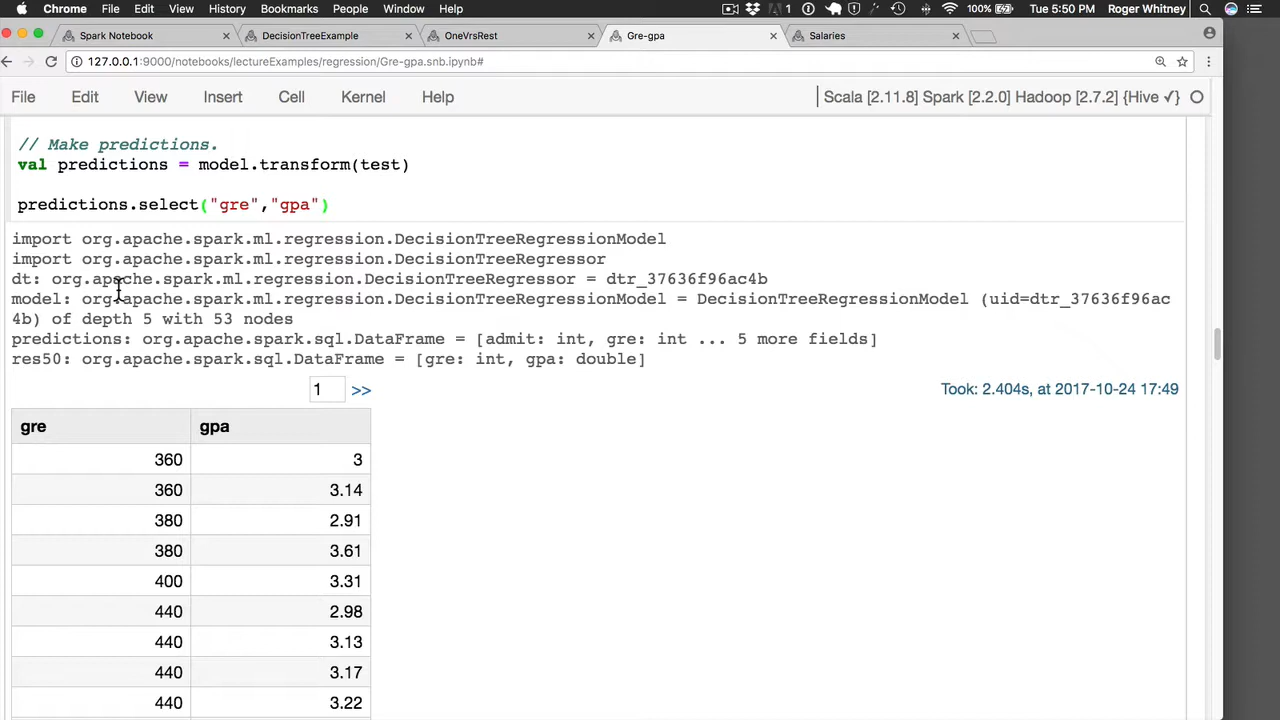 Chrome File Edit View History Bookmarks People Window Help 1 100% Tue 5:50 PM Roger Whitney
Spark Notebook × DecisionTreeExample × OneVrsRest × Gre-gpa × Salaries ×
127.0.0.1:9000/notebooks/lectureExamples/regression/Gre-gpa.snb.ipynb#
File Edit View Insert Cell Kernel Help Scala [2.11.8] Spark [2.2.0] Hadoop [2.7.2] {Hive ✓}
// Make predictions.
val predictions = model.transform(test)
predictions.select("gre","gpa")
import org.apache.spark.ml.regression.DecisionTreeRegressionModel
import org.apache.spark.ml.regression.DecisionTreeRegressor
dt: org.apache.spark.ml.regression.DecisionTreeRegressor = dtr_37636f96ac4b
model: org.apache.spark.ml.regression.DecisionTreeRegressionModel = DecisionTreeRegressionModel (uid=dtr_37636f96ac
4b) of depth 5 with 53 nodes
predictions: org.apache.spark.sql.DataFrame = [admit: int, gre: int ... 5 more fields]
res50: org.apache.spark.sql.DataFrame = [gre: int, gpa: double]
1 >> Took: 2.404s, at 2017-10-24 17:49
gre gpa
360 3
360 3.14
380 2.91
380 3.61
400 3.31
440 2.98
440 3.13
440 3.17
440 3.22